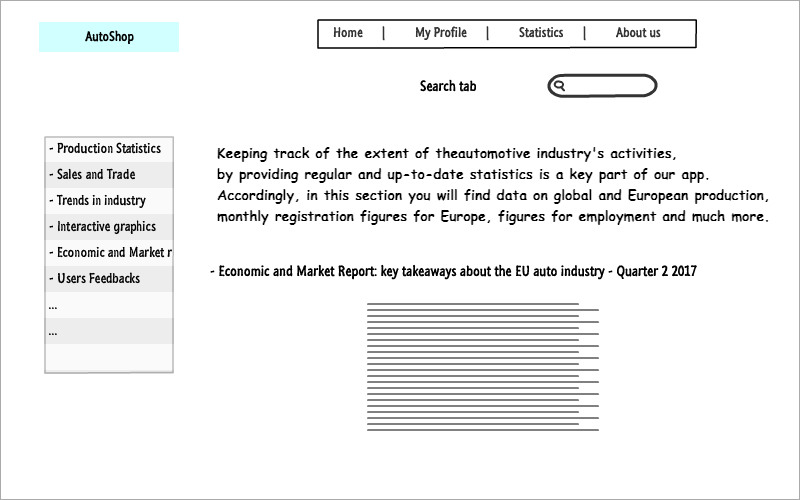 AutoShop
Home | My Profile | Statistics | About us
Search tab
- Production Statistics
- Sales and Trade
- Trends in industry
- Interactive graphics
- Economic and Market r
- Users Feedbacks
...
...
Keeping track of the extent of theautomotive industry's activities,
by providing regular and up-to-date statistics is a key part of our app.
Accordingly, in this section you will find data on global and European production,
monthly registration figures for Europe, figures for employment and much more.
- Economic and Market Report: key takeaways about the EU auto industry - Quarter 2 2017